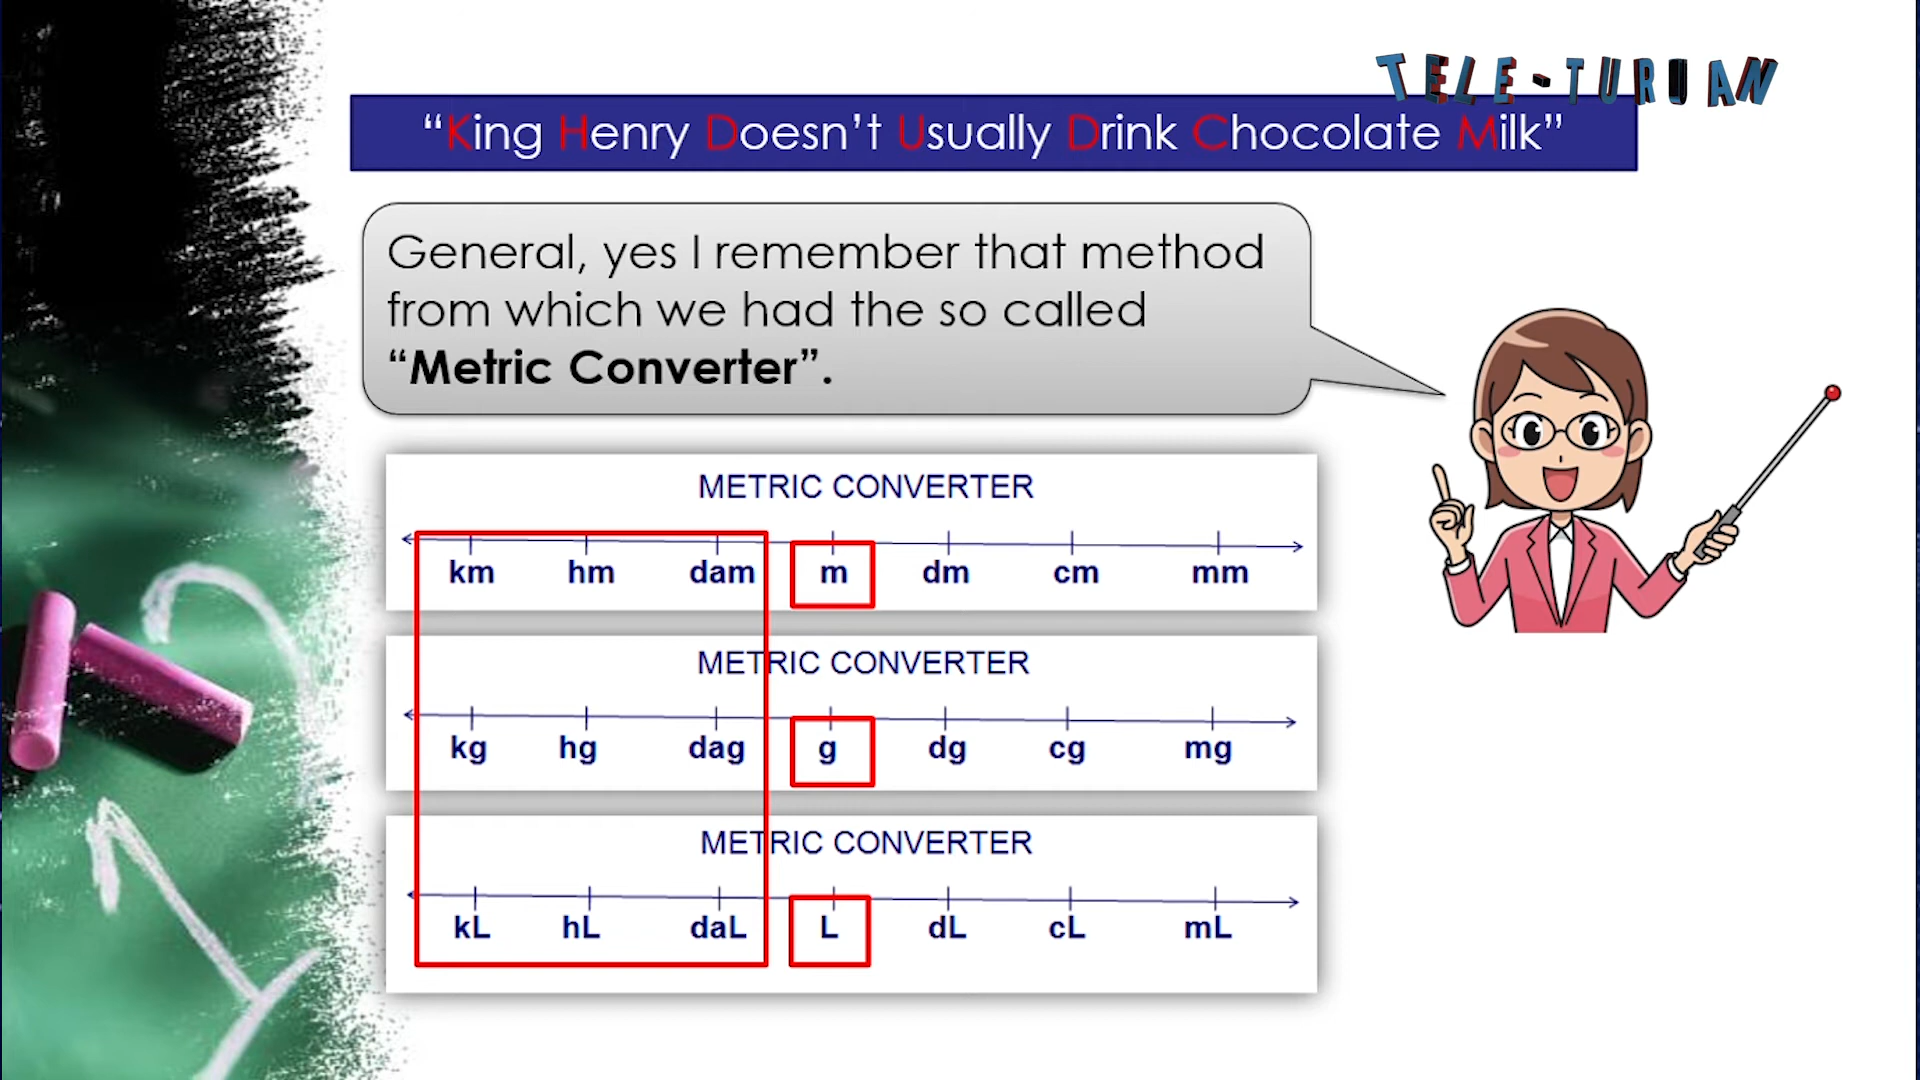 TELE-TURUAN
“King Henry Doesn’t Usually Drink Chocolate Milk”
General, yes I remember that method
from which we had the so called
“Metric Converter”.
METRIC CONVERTER
km hm dam m dm cm mm
METRIC CONVERTER
kg hg dag g dg cg mg
METRIC CONVERTER
kL hL daL L dL cL mL